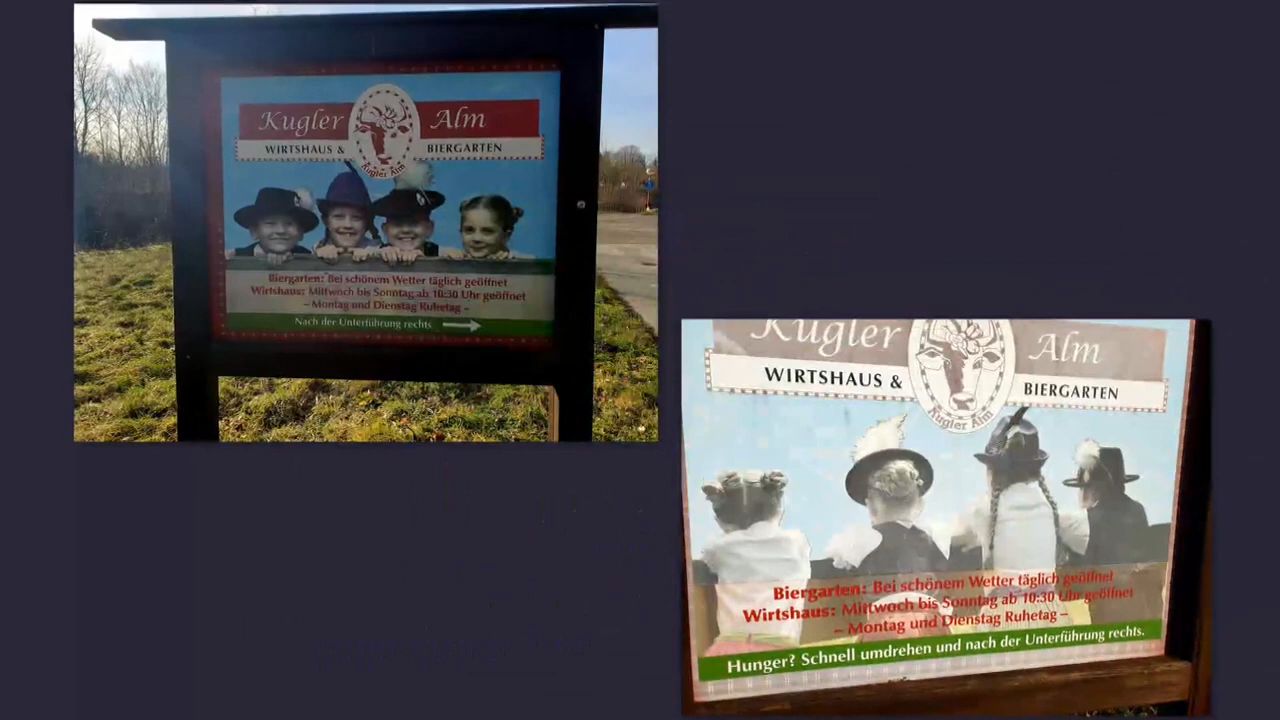 Kugler Alm
WIRTSHAUS & BIERGARTEN
Kugler Alm
Biergarten: Bei schönem Wetter täglich geöffnet
Wirtshaus: Mittwoch bis Sonntag ab 10:30 Uhr geöffnet
– Montag und Dienstag Ruhetag –
Nach der Unterführung rechts
Kugler Alm
WIRTSHAUS & BIERGARTEN
Kugler Alm
Biergarten: Bei schönem Wetter täglich geöffnet
Wirtshaus: Mittwoch bis Sonntag ab 10:30 Uhr geöffnet
– Montag und Dienstag Ruhetag –
Hunger? Schnell umdrehen und nach der Unterführung rechts.